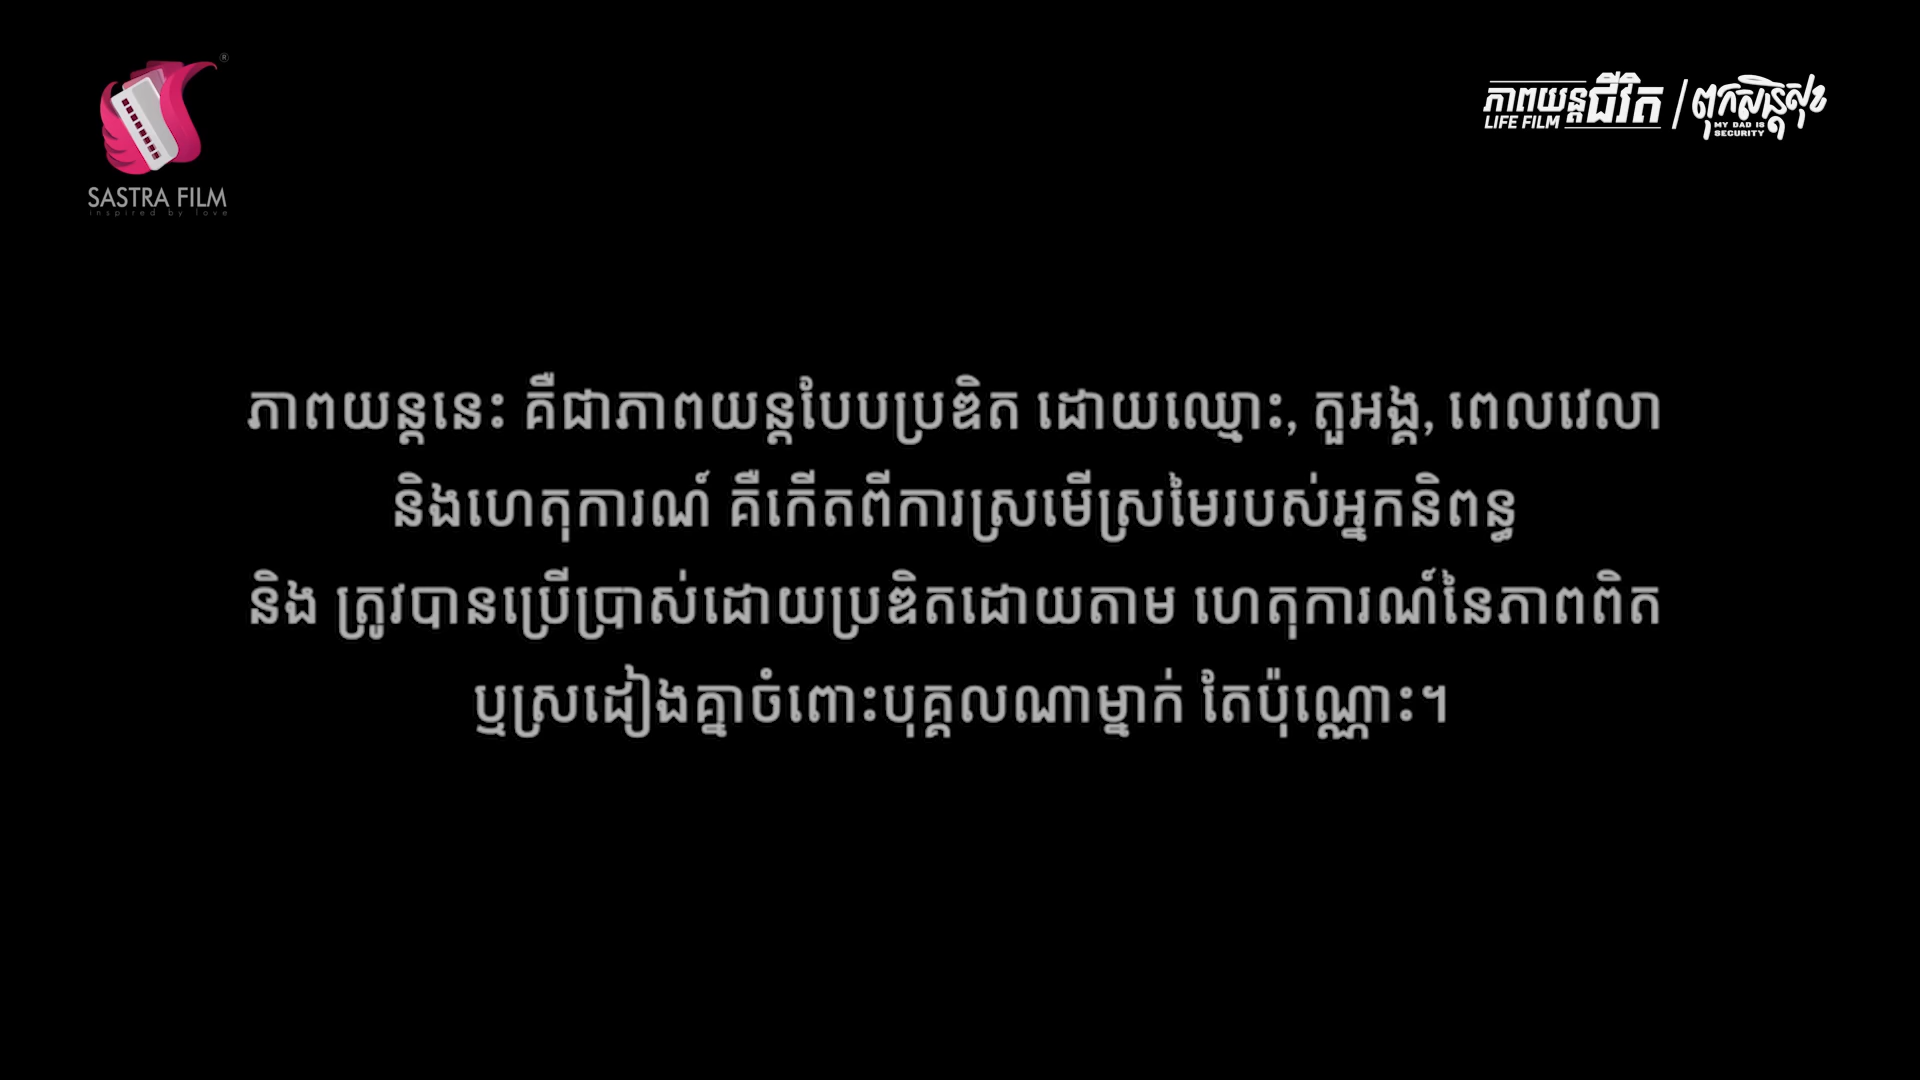 SASTRA FILM
inspired by love
ភាពយន្តជីវិត
LIFE FILM
ពុកសន្តិសុខ
MY DAD IS
SECURITY
ភាពយន្តនេះ គឺជាភាពយន្តបែបប្រឌិត ដោយឈ្មោះ, តួអង្គ, ពេលវេលា
និងហេតុការណ៍ គឺកើតពីការស្រមើស្រមៃរបស់អ្នកនិពន្ធ
និង ត្រូវបានប្រើប្រាស់ដោយប្រឌិតដោយតាម ហេតុការណ៍នៃភាពពិត
ឬស្រដៀងគ្នាចំពោះបុគ្គលណាម្នាក់ តែប៉ុណ្ណោះ។